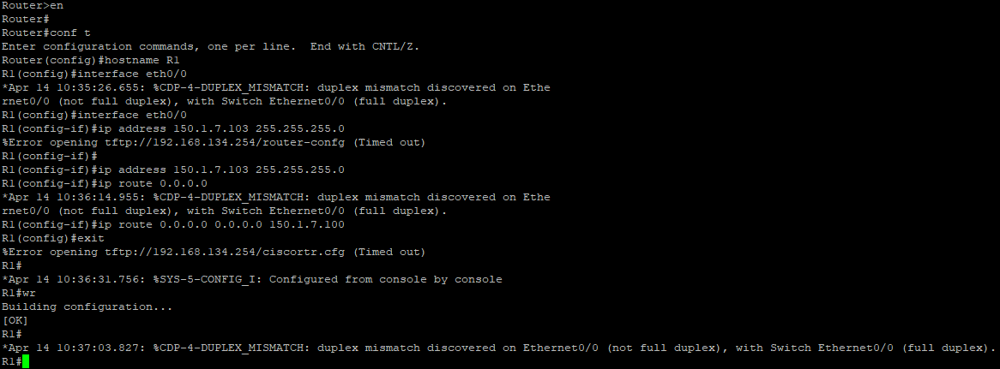 Router>en
Router#
Router#conf t
Enter configuration commands, one per line.  End with CNTL/Z.
Router(config)#hostname R1
R1(config)#interface eth0/0
*Apr 14 10:35:26.655: %CDP-4-DUPLEX_MISMATCH: duplex mismatch discovered on Ethe
rnet0/0 (not full duplex), with Switch Ethernet0/0 (full duplex).
R1(config)#interface eth0/0
R1(config-if)#ip address 150.1.7.103 255.255.255.0
%Error opening tftp://192.168.134.254/router-confg (Timed out)
R1(config-if)#
R1(config-if)#ip address 150.1.7.103 255.255.255.0
R1(config-if)#ip route 0.0.0.0
*Apr 14 10:36:14.955: %CDP-4-DUPLEX_MISMATCH: duplex mismatch discovered on Ethe
rnet0/0 (not full duplex), with Switch Ethernet0/0 (full duplex).
R1(config-if)#ip route 0.0.0.0 0.0.0.0 150.1.7.100
R1(config)#exit
%Error opening tftp://192.168.134.254/ciscortr.cfg (Timed out)
R1#
*Apr 14 10:36:31.756: %SYS-5-CONFIG_I: Configured from console by console
R1#wr
Building configuration...
[OK]
R1#
*Apr 14 10:37:03.827: %CDP-4-DUPLEX_MISMATCH: duplex mismatch discovered on Ethernet0/0 (not full duplex), with Switch Ethernet0/0 (full duplex).
R1#